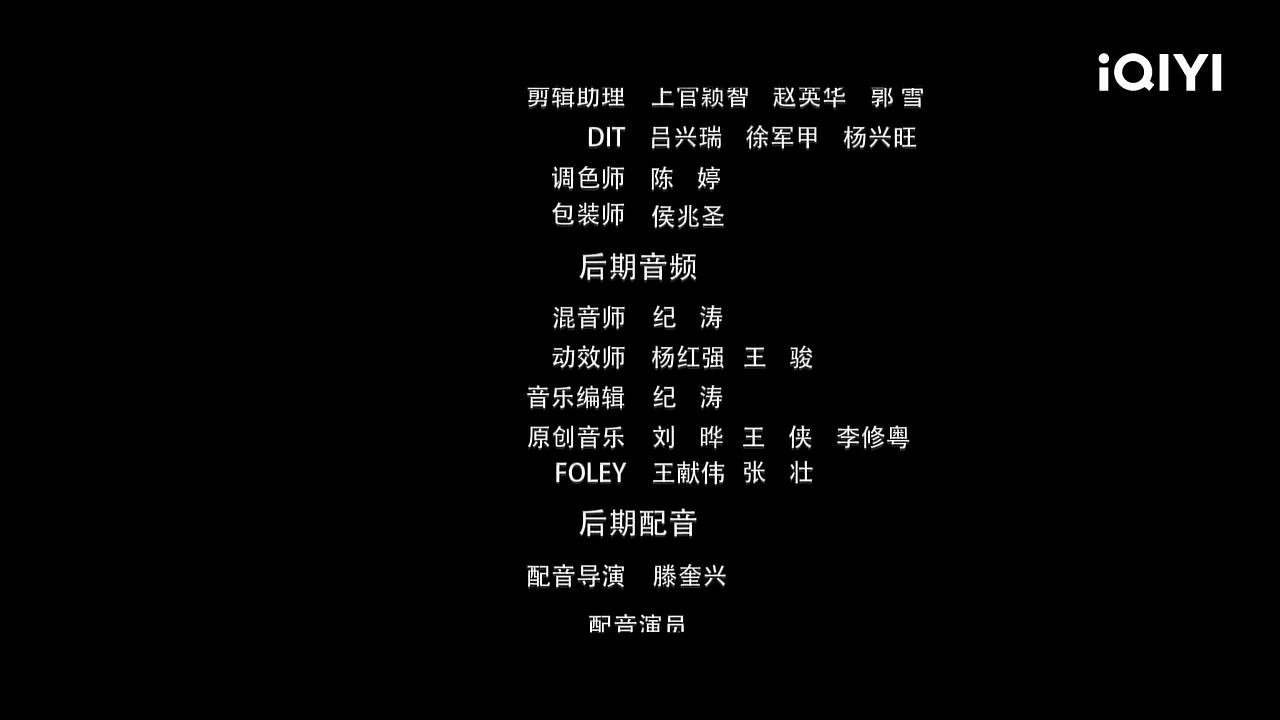 iQIYI
剪辑助理 上官颖智 赵英华 郭 雪
DIT 吕兴瑞 徐军甲 杨兴旺
调色师 陈 婷
包装师 侯兆圣
后期音频
混音师 纪 涛
动效师 杨红强 王 骏
音乐编辑 纪 涛
原创音乐 刘 晔 王 侠 李修粤
FOLEY 王献伟 张 壮
后期配音
配音导演 滕奎兴
配音演员